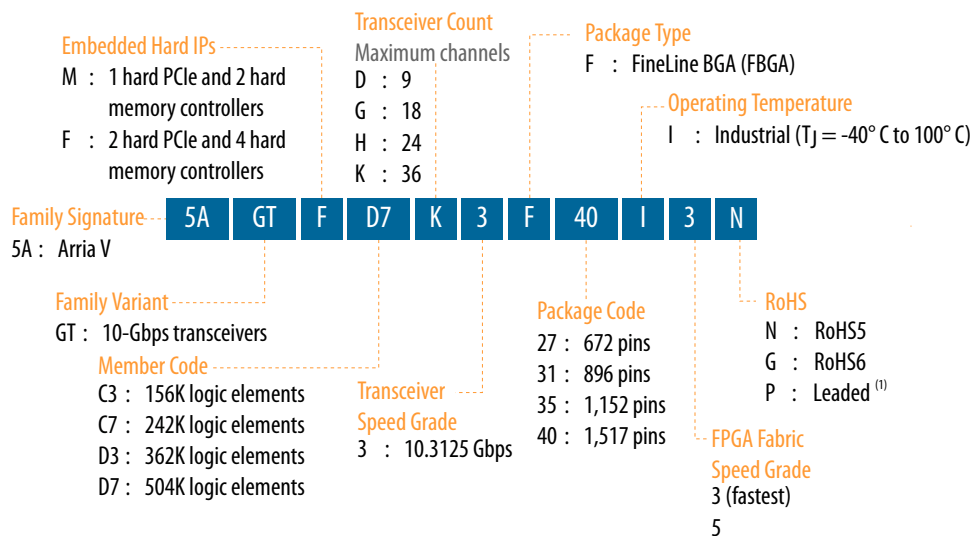 Embedded Hard IPs
M : 1 hard PCIe and 2 hard
memory controllers
F : 2 hard PCIe and 4 hard
memory controllers
Transceiver Count
Maximum channels
D : 9
G : 18
H : 24
K : 36
Package Type
F : FineLine BGA (FBGA)
Operating Temperature
I : Industrial (TJ = -40° C to 100° C)
Family Signature
5A : Arria V
5A GT F D7 K 3 F 40 I 3 N
Family Variant
GT : 10-Gbps transceivers
Member Code
C3 : 156K logic elements
C7 : 242K logic elements
D3 : 362K logic elements
D7 : 504K logic elements
Transceiver
Speed Grade
3 : 10.3125 Gbps
Package Code
27 : 672 pins
31 : 896 pins
35 : 1,152 pins
40 : 1,517 pins
FPGA Fabric
Speed Grade
3 (fastest)
5
RoHS
N : RoHS5
G : RoHS6
P : Leaded (1)